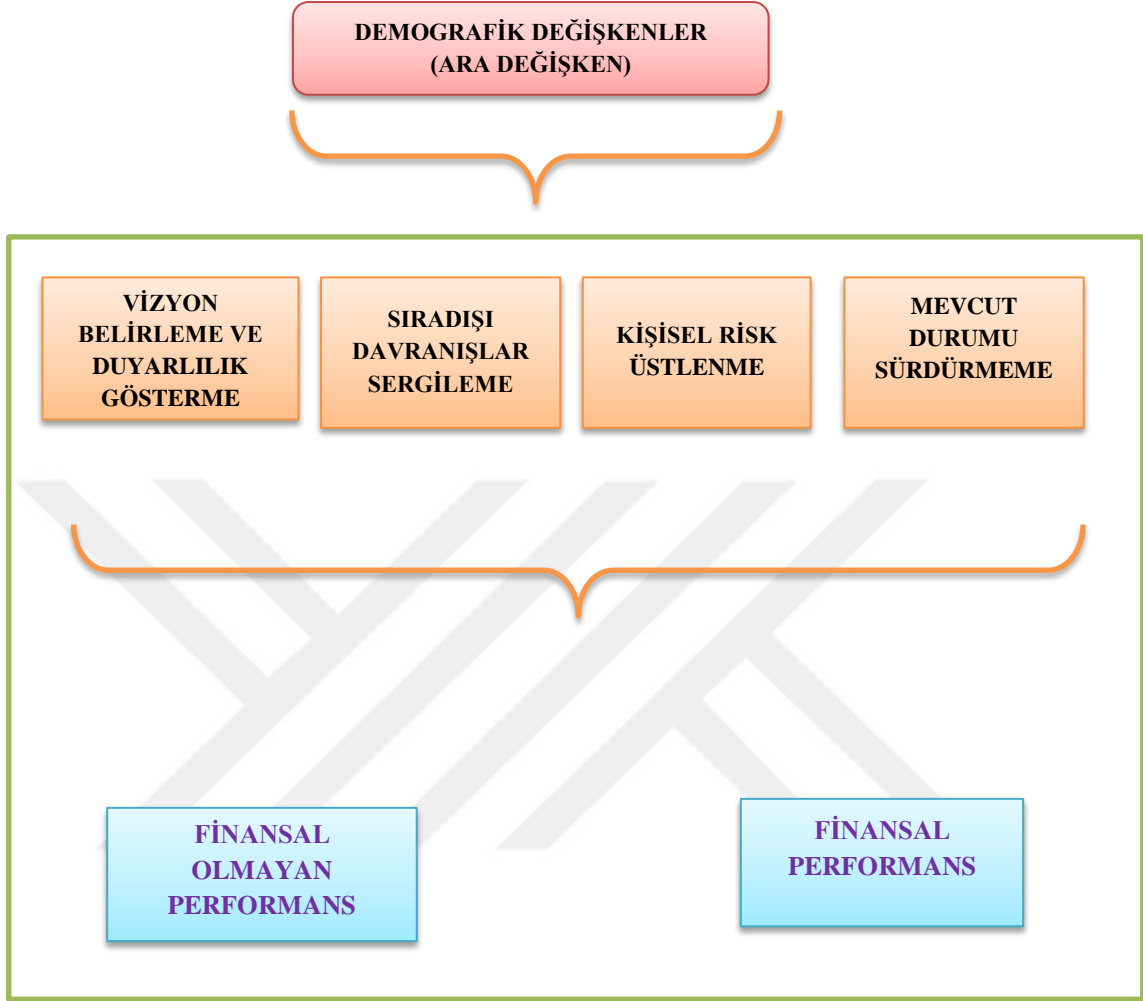 DEMOGRAFİK DEĞİŞKENLER
(ARA DEĞİŞKEN)
VİZYON
BELİRLEME VE
DUYARLILIK
GÖSTERME
SIRADIŞI
DAVRANIŞLAR
SERGİLEME
KİŞİSEL RİSK
ÜSTLENME
MEVCUT
DURUMU
SÜRDÜRMEME
FİNANSAL
OLMAYAN
PERFORMANS
FİNANSAL
PERFORMANS